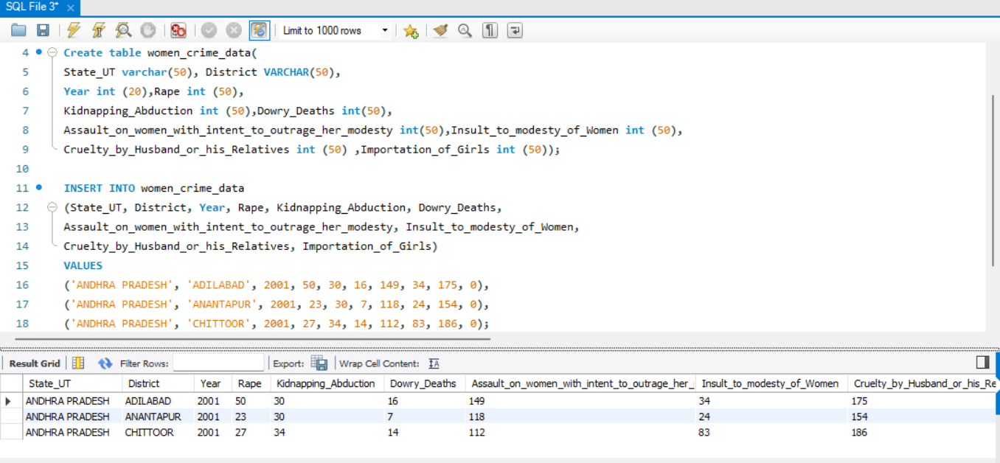 SQL File 3* ×
Limit to 1000 rows
4 Create table women_crime_data(
5 State_UT varchar(50), District VARCHAR(50),
6 Year int (20),Rape int (50),
7 Kidnapping_Abduction int (50),Dowry_Deaths int(50),
8 Assault_on_women_with_intent_to_outrage_her_modesty int(50),Insult_to_modesty_of_Women int (50),
9 Cruelty_by_Husband_or_his_Relatives int (50) ,Importation_of_Girls int (50));
10
11 INSERT INTO women_crime_data
12 (State_UT, District, Year, Rape, Kidnapping_Abduction, Dowry_Deaths,
13 Assault_on_women_with_intent_to_outrage_her_modesty, Insult_to_modesty_of_Women,
14 Cruelty_by_Husband_or_his_Relatives, Importation_of_Girls)
15 VALUES
16 ('ANDHRA PRADESH', 'ADILABAD', 2001, 50, 30, 16, 149, 34, 175, 0),
17 ('ANDHRA PRADESH', 'ANANTAPUR', 2001, 23, 30, 7, 118, 24, 154, 0),
18 ('ANDHRA PRADESH', 'CHITTOOR', 2001, 27, 34, 14, 112, 83, 186, 0);
Result Grid Filter Rows: Export: Wrap Cell Content: IA
State_UT District Year Rape Kidnapping_Abduction Dowry_Deaths Assault_on_women_with_intent_to_outrage_her_ Insult_to_modesty_of_Women Cruelty_by_Husband_or_his_Re
ANDHRA PRADESH ADILABAD 2001 50 30 16 149 34 175
ANDHRA PRADESH ANANTAPUR 2001 23 30 7 118 24 154
ANDHRA PRADESH CHITTOOR 2001 27 34 14 112 83 186